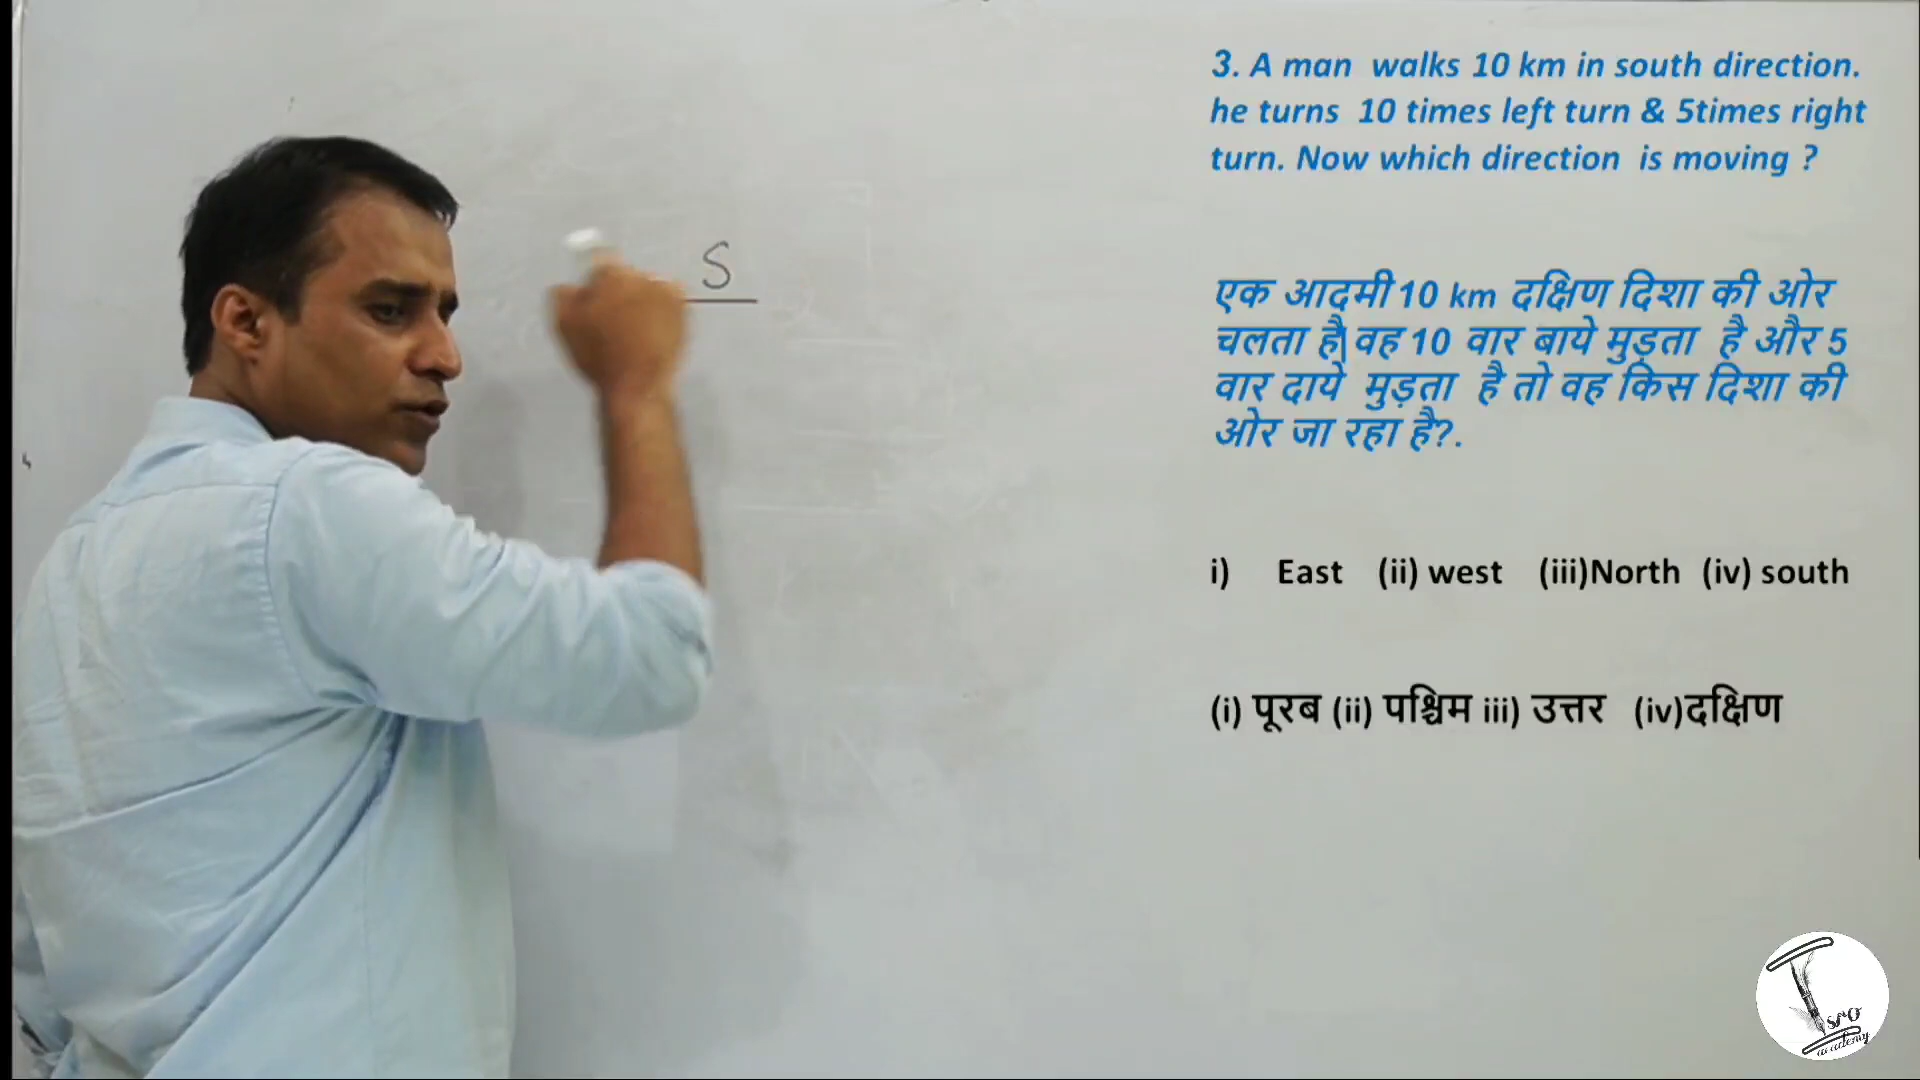 3. A man walks 10 km in south direction.
he turns 10 times left turn & 5times right
turn. Now which direction is moving ?
S
एक आदमी 10 km दक्षिण दिशा की ओर
चलता है| वह 10 वार बाये मुड़ता है और 5
वार दाये मुड़ता है तो वह किस दिशा की
ओर जा रहा है?.
i) East (ii) west (iii)North (iv) south
(i) पूरब (ii) पश्चिम iii) उत्तर (iv)दक्षिण
Isro
academy